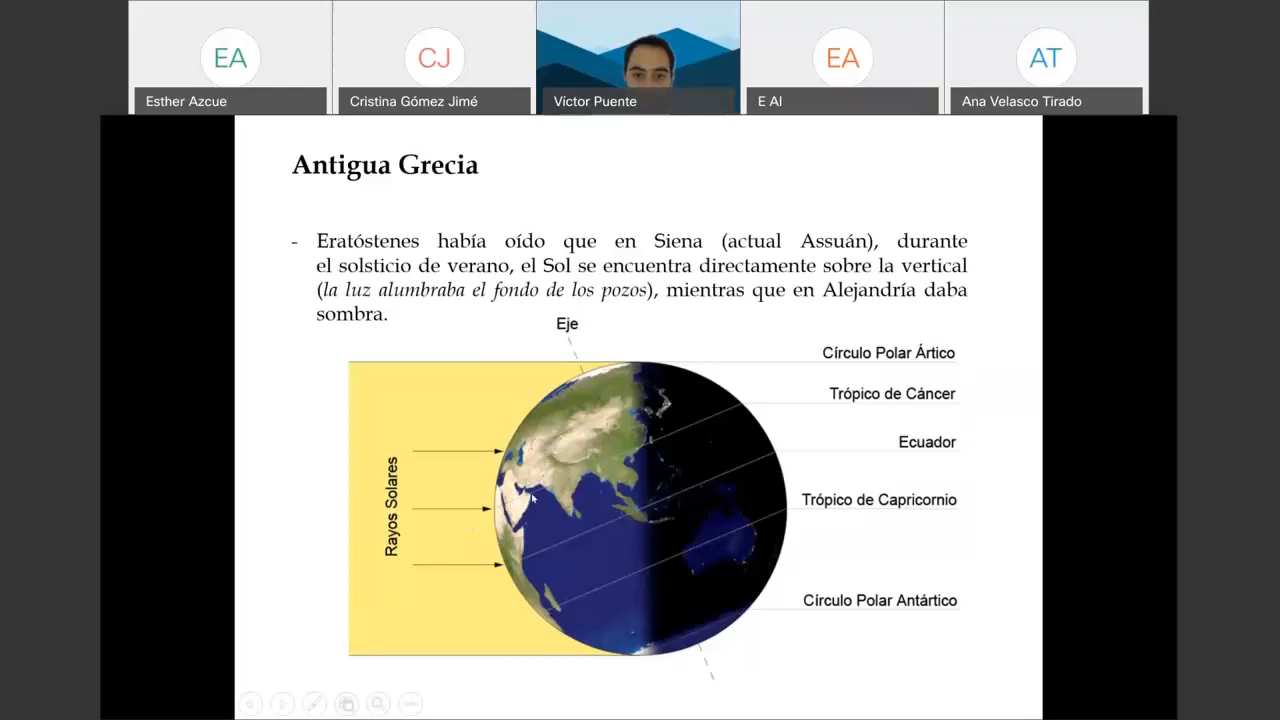 EA
CJ
EA
AT
Esther Azcue
Cristina Gómez Jimé
Víctor Puente
E Al
Ana Velasco Tirado
Antigua Grecia
- Eratóstenes había oído que en Siena (actual Assuán), durante
el solsticio de verano, el Sol se encuentra directamente sobre la vertical
(la luz alumbraba el fondo de los pozos), mientras que en Alejandría daba
sombra.
Eje
Círculo Polar Ártico
Trópico de Cáncer
Ecuador
Rayos Solares
Trópico de Capricornio
Círculo Polar Antártico